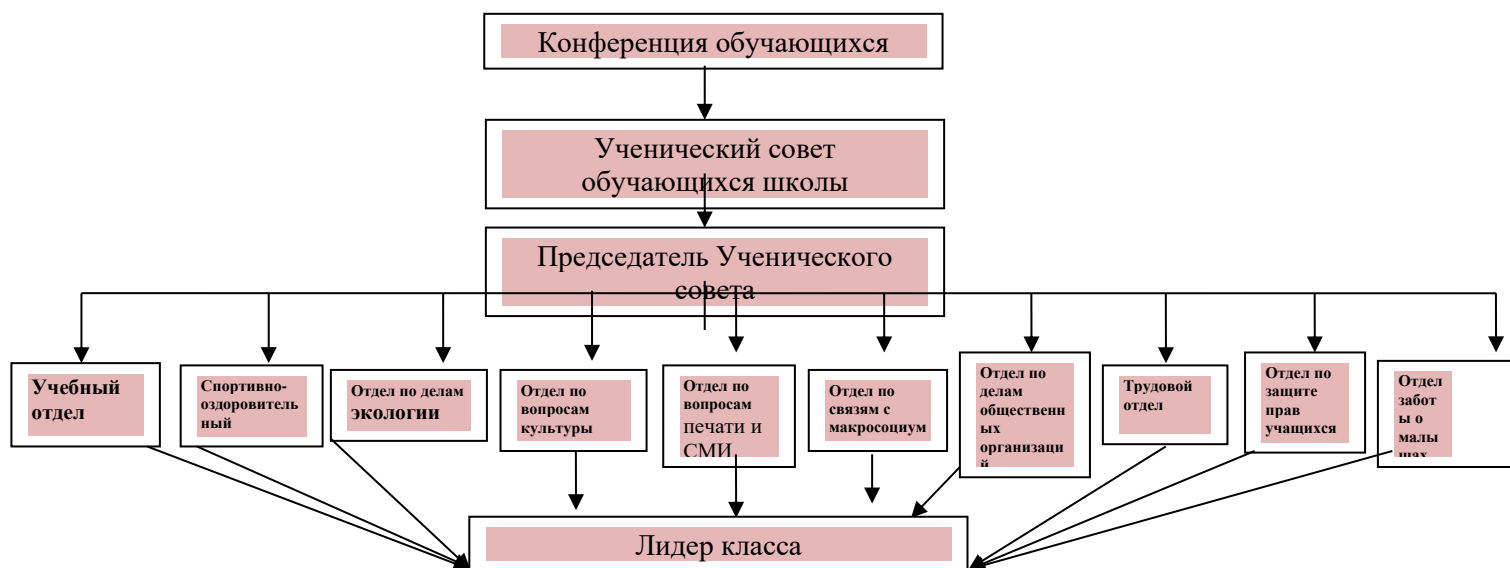 Конференция обучающихся
Ученический совет
обучающихся школы
Председатель Ученического
совета
Учебный
отдел
Спортивно-
оздоровитель
ный
Отдел по делам
экологии
Отдел по
вопросам
культуры
Отдел по
вопросам
печати и
СМИ
Отдел по
связям с
макросоциум
Отдел по
делам
общественн
ых
организаци
й
Трудовой
отдел
Отдел по
защите
прав
учащихся
Отдел
забот
ы о
малы
шах
Лидер класса